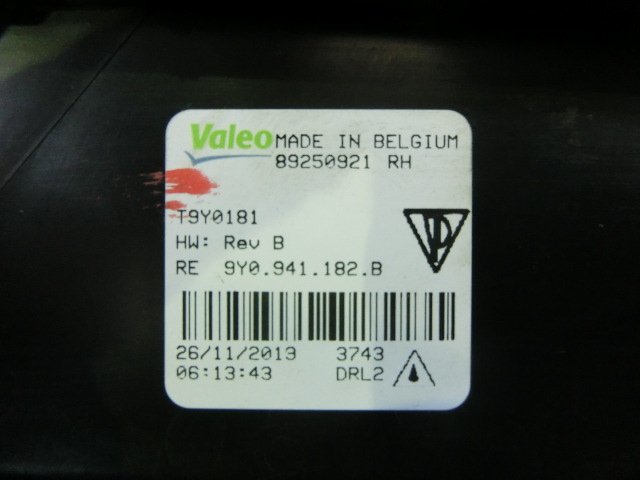 Valeo MADE IN BELGIUM
89250921 RH
T9Y0181
HW: Rev B
RE 9Y0.941.182.B
26/11/2013 3743
06:13:43 DRL2